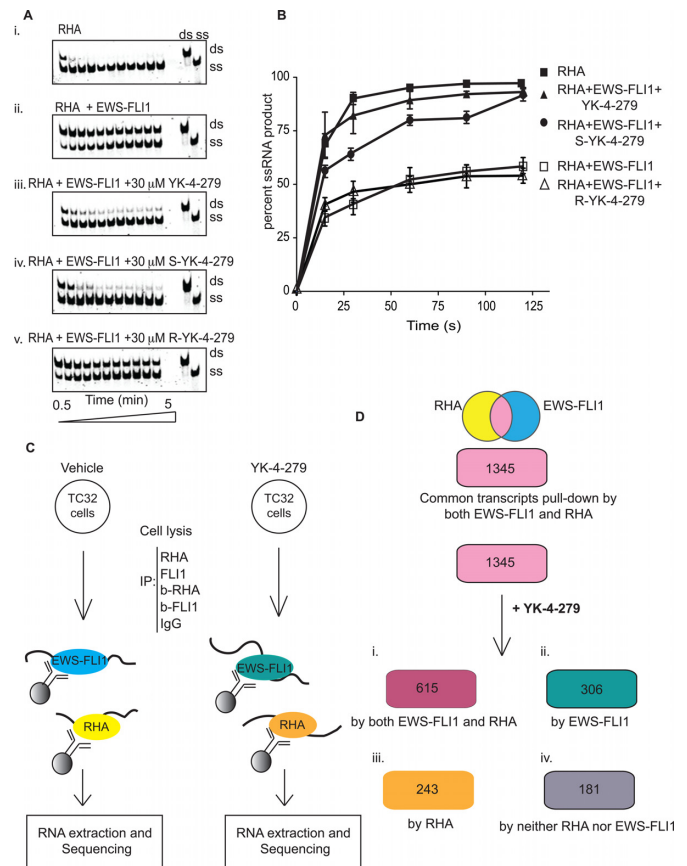 A
i.
RHA
ds ss
ds
ss
ii.
RHA + EWS-FLI1
ds
ss
iii.
RHA + EWS-FLI1 +30 µM YK-4-279
ds
ss
iv.
RHA + EWS-FLI1 +30 µM S-YK-4-279
ds
ss
v.
RHA + EWS-FLI1 +30 µM R-YK-4-279
ds
ss
Time (min)
0.5
5
B
percent ssRNA product
100
75
50
25
0
0
25
50
75
100
125
Time (s)
RHA
RHA+EWS-FLI1+
YK-4-279
RHA+EWS-FLI1+
S-YK-4-279
RHA+EWS-FLI1
RHA+EWS-FLI1+
R-YK-4-279
C
Vehicle
YK-4-279
TC32
cells
TC32
cells
Cell lysis
IP:
RHA
FLI1
b-RHA
b-FLI1
IgG
EWS-FLI1
RHA
EWS-FLI1
RHA
RNA extraction and
Sequencing
RNA extraction and
Sequencing
D
RHA
EWS-FLI1
1345
Common transcripts pull-down by
both EWS-FLI1 and RHA
1345
+ YK-4-279
i.
615
by both EWS-FLI1 and RHA
ii.
306
by EWS-FLI1
iii.
243
by RHA
iv.
181
by neither RHA nor EWS-FLI1